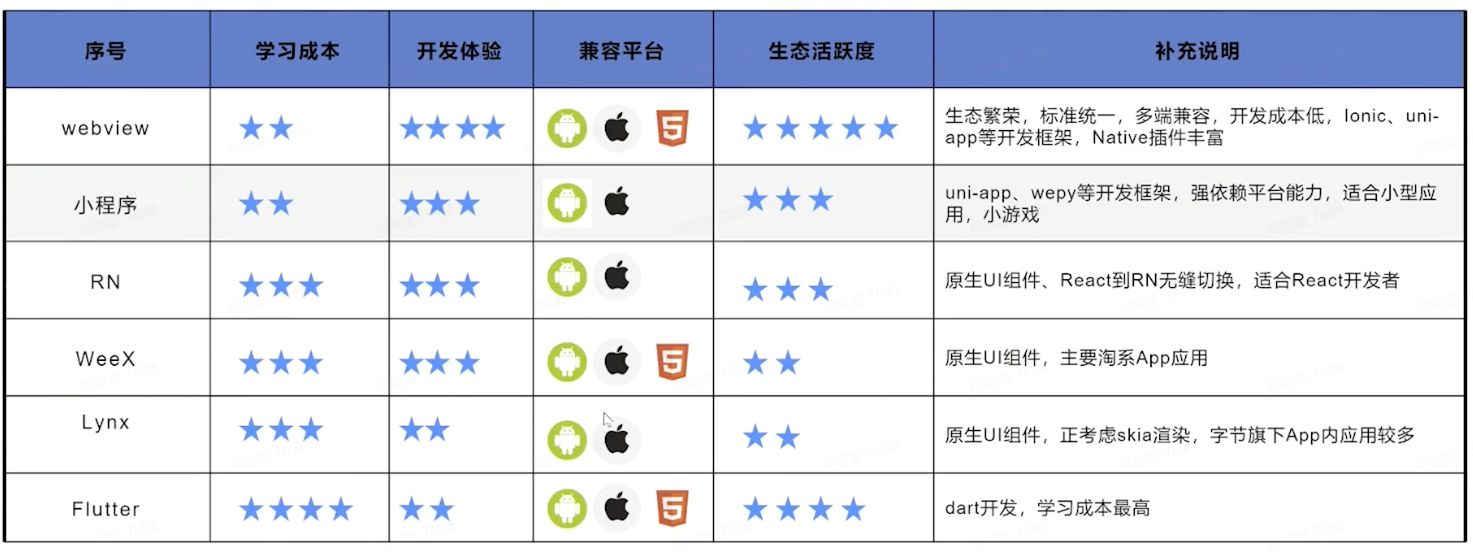 序号 学习成本 开发体验 兼容平台 生态活跃度 补充说明
webview
生态繁荣，标准统一，多端兼容，开发成本低，Ionic、uni-
app等开发框架，Native插件丰富
小程序
uni-app、wepy等开发框架，强依赖平台能力，适合小型应
用，小游戏
RN
原生UI组件、React到RN无缝切换，适合React开发者
WeeX
原生UI组件，主要淘系App应用
Lynx
原生UI组件，正考虑skia渲染，字节旗下App内应用较多
Flutter
dart开发，学习成本最高